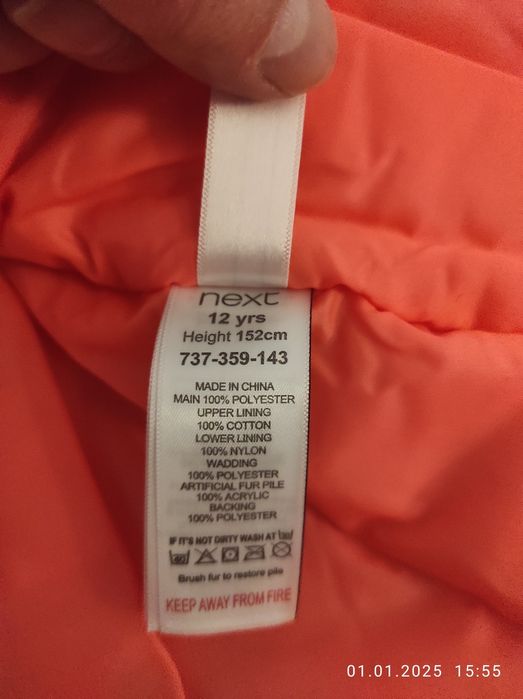 next
12 yrs
Height 152cm
737-359-143
MADE IN CHINA
MAIN 100% POLYESTER
UPPER LINING
100% COTTON
LOWER LINING
100% NYLON
WADDING
100% POLYESTER
ARTIFICIAL FUR PILE
100% ACRYLIC
BACKING
100% POLYESTER
IF IT'S NOT DIRTY WASH AT
40
Brush fur to restore pile
KEEP AWAY FROM FIRE
01.01.2025 15:55